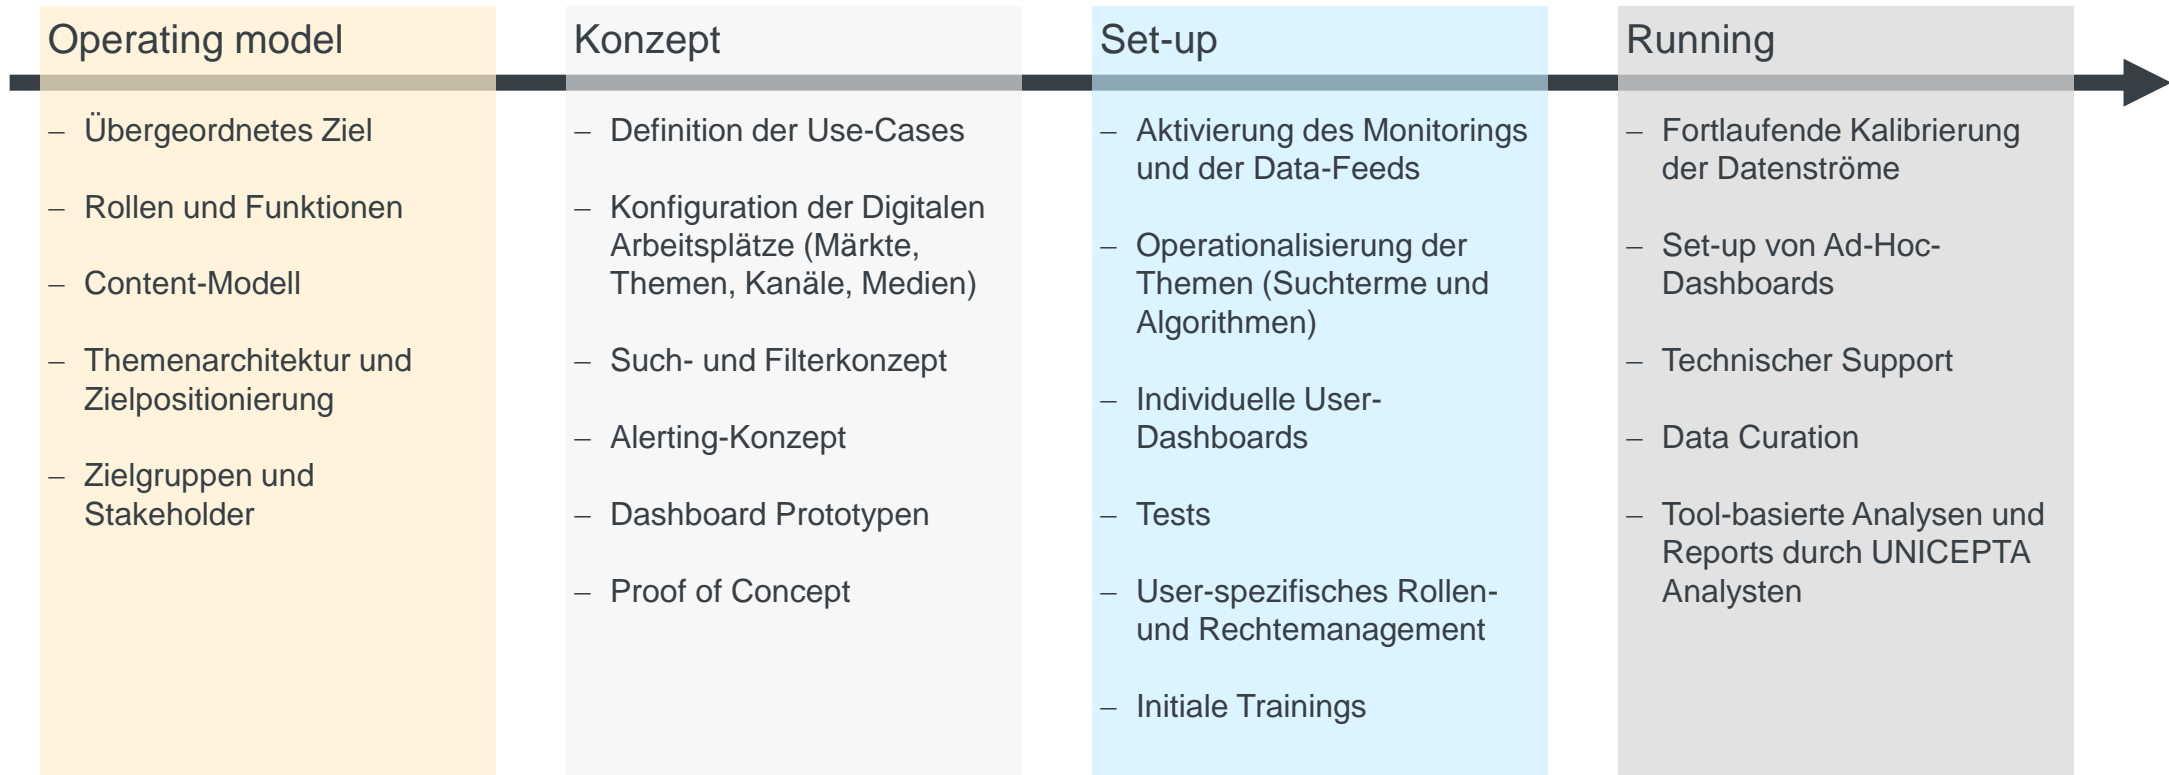 Operating model
– Übergeordnetes Ziel
– Rollen und Funktionen
– Content-Modell
– Themenarchitektur und
Zielpositionierung
– Zielgruppen und
Stakeholder
Konzept
– Definition der Use-Cases
– Konfiguration der Digitalen
Arbeitsplätze (Märkte,
Themen, Kanäle, Medien)
– Such- und Filterkonzept
– Alerting-Konzept
– Dashboard Prototypen
– Proof of Concept
Set-up
– Aktivierung des Monitorings
und der Data-Feeds
– Operationalisierung der
Themen (Suchterme und
Algorithmen)
– Individuelle User-
Dashboards
– Tests
– User-spezifisches Rollen-
und Rechtemanagement
– Initiale Trainings
Running
– Fortlaufende Kalibrierung
der Datenströme
– Set-up von Ad-Hoc-
Dashboards
– Technischer Support
– Data Curation
– Tool-basierte Analysen und
Reports durch UNICEPTA
Analysten